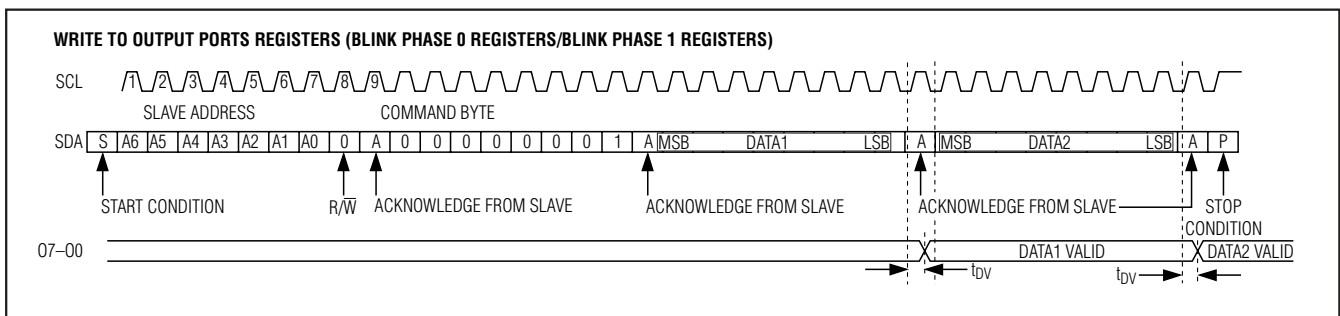 WRITE TO OUTPUT PORTS REGISTERS (BLINK PHASE 0 REGISTERS/BLINK PHASE 1 REGISTERS)
SCL 1 2 3 4 5 6 7 8 9
SLAVE ADDRESS COMMAND BYTE
SDA S A6 A5 A4 A3 A2 A1 A0 0 A 0 0 0 0 0 0 0 1 A MSB DATA1 LSB A MSB DATA2 LSB A P
START CONDITION R/W̅ ACKNOWLEDGE FROM SLAVE ACKNOWLEDGE FROM SLAVE ACKNOWLEDGE FROM SLAVE STOP CONDITION
O7–O0 DATA1 VALID DATA2 VALID
tDV tDV